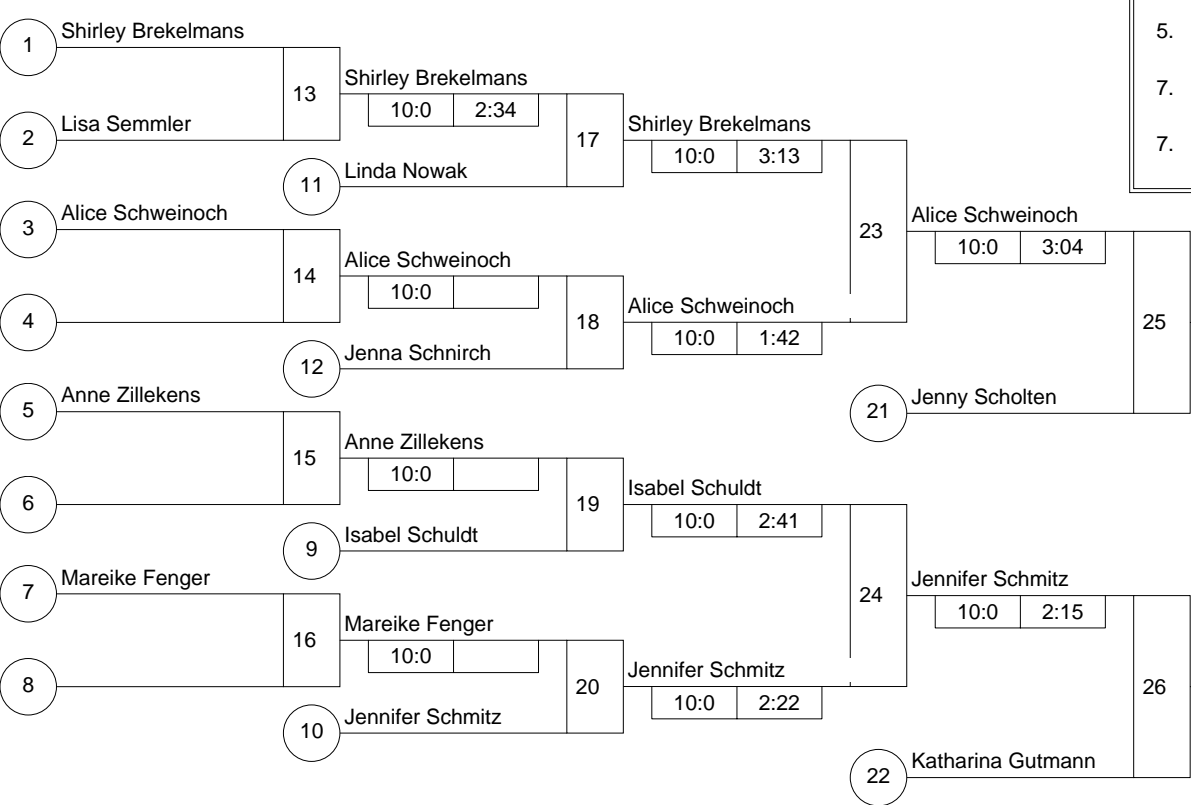 5.
1 Shirley Brekelmans
13 Shirley Brekelmans
7.
10:0 2:34
2 Lisa Semmler
17 Shirley Brekelmans
7.
10:0 3:13
11 Linda Nowak
3 Alice Schweinoch
23 Alice Schweinoch
10:0 3:04
14 Alice Schweinoch
10:0
18 Alice Schweinoch
4
25
10:0 1:42
12 Jenna Schnirch
5 Anne Zillekens
21 Jenny Scholten
15 Anne Zillekens
10:0
19 Isabel Schuldt
6
10:0 2:41
9 Isabel Schuldt
7 Mareike Fenger
24 Jennifer Schmitz
10:0 2:15
16 Mareike Fenger
10:0
20 Jennifer Schmitz
8
26
10:0 2:22
10 Jennifer Schmitz
22 Katharina Gutmann